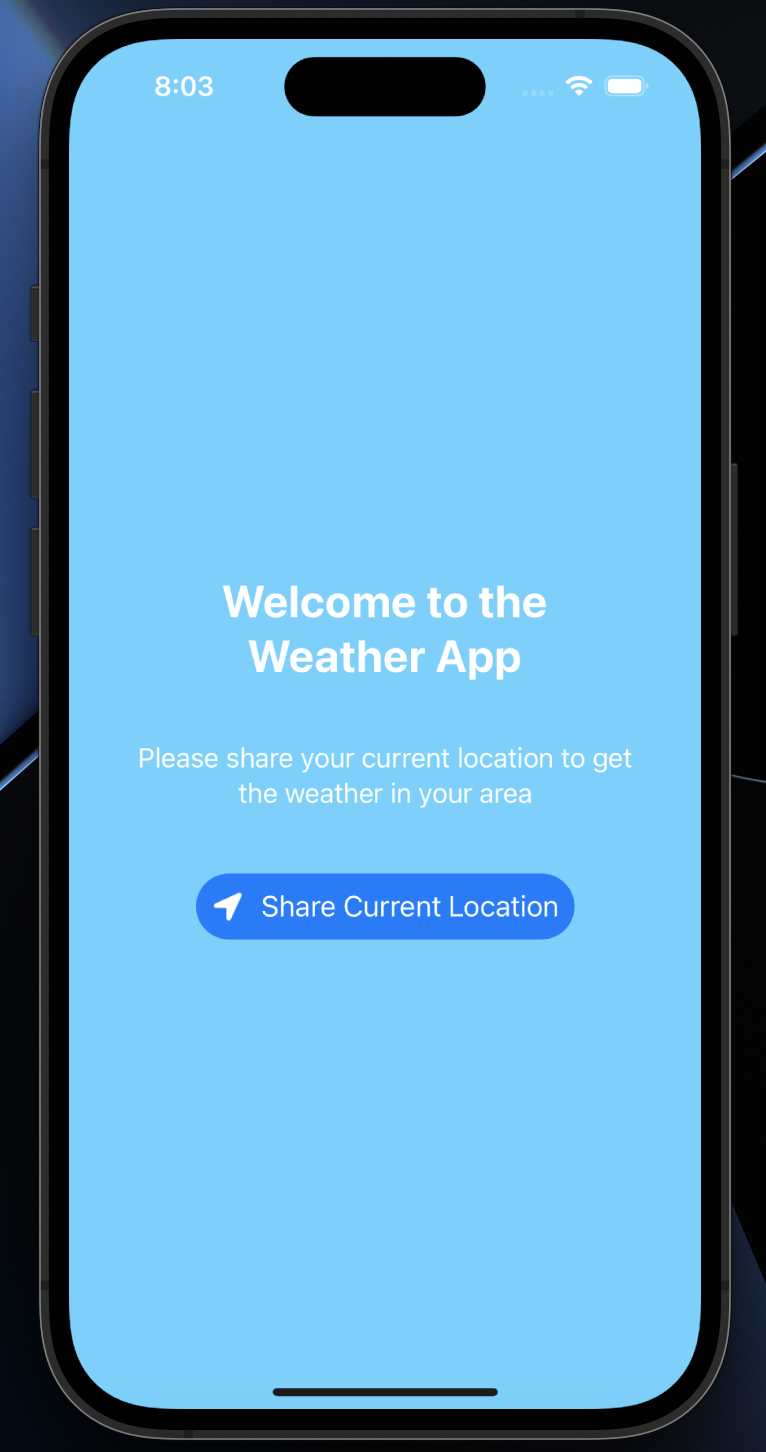 8:03
Welcome to the
Weather App
Please share your current location to get
the weather in your area
Share Current Location